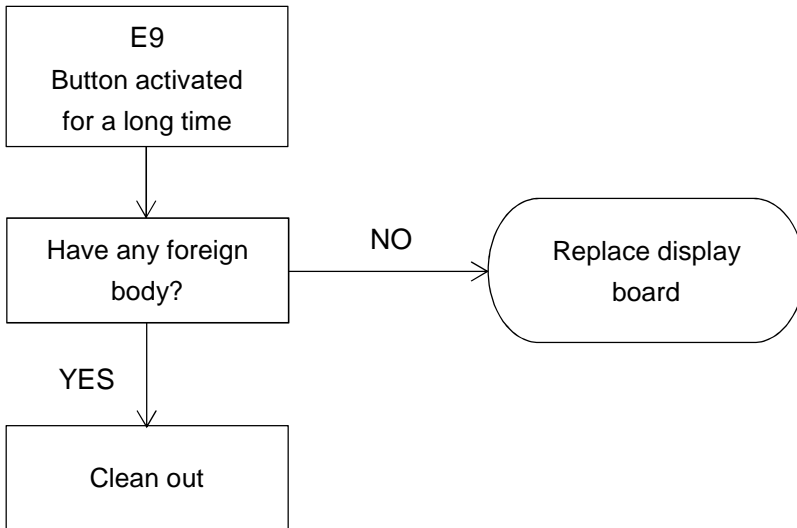 E9
Button activated
for a long time
Have any foreign
body?
NO
Replace display
board
YES
Clean out